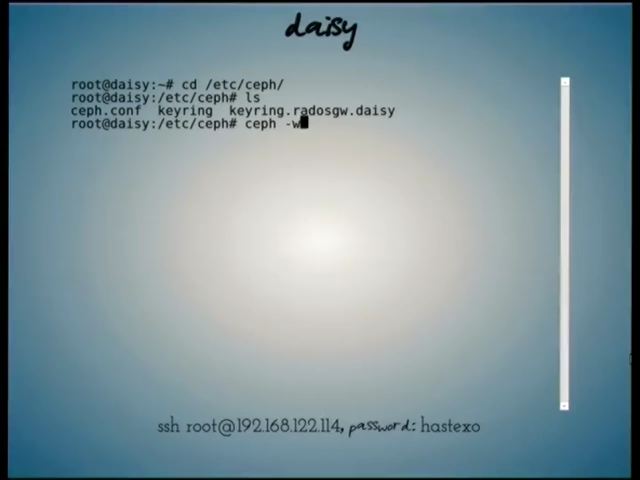 daisy
root@daisy:~# cd /etc/ceph/
root@daisy:/etc/ceph# ls
ceph.conf  keyring  keyring.radosgw.daisy
root@daisy:/etc/ceph# ceph -w
ssh root@192.168.122.114, password: hastexo